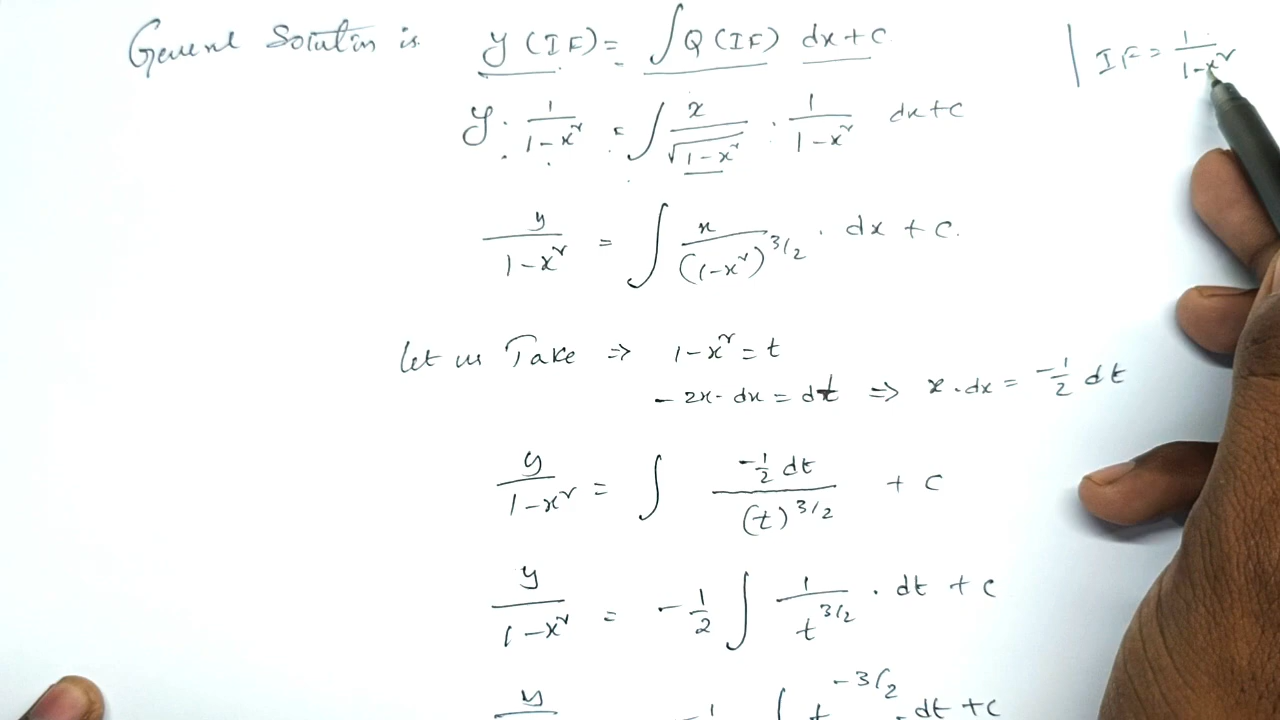 General Solution is y (IF) = ∫Q (IF) dx + c | IF = 1/(1-x²)
y · 1/(1-x²) = ∫ x/√(1-x²) · 1/(1-x²) dx + c
y/(1-x²) = ∫ x/(1-x²)^3/2 · dx + c.
let us Take ⇒ 1-x² = t
- 2x · dx = dt ⇒ x · dx = -1/2 dt
y/(1-x²) = ∫ (-1/2 dt)/(t)^3/2 + c
y/(1-x²) = -1/2 ∫ 1/t^3/2 · dt + c
y -1 ∫ t^-3/2 · dt + c